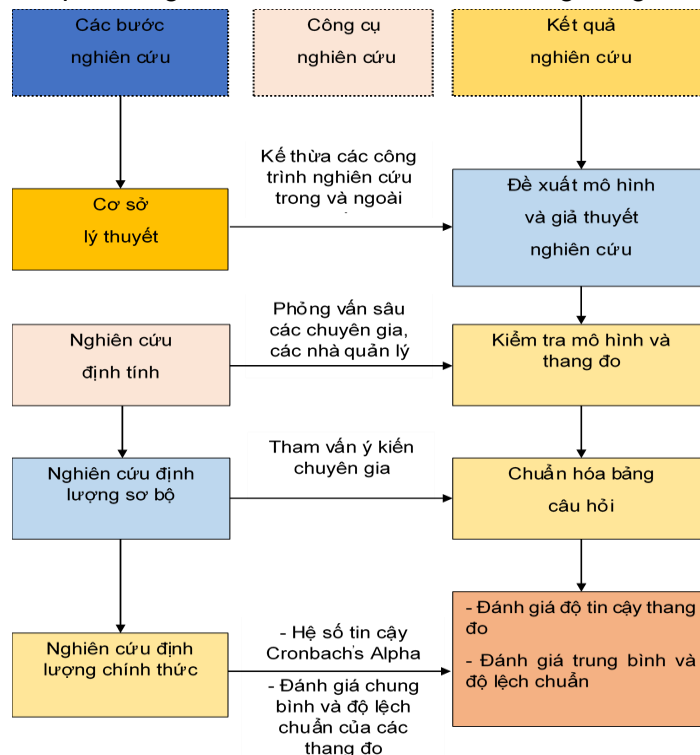 Các bước
nghiên cứu
Công cụ
nghiên cứu
Kết quả
nghiên cứu
Kế thừa các công
trình nghiên cứu
trong và ngoài
Cơ sở
lý thuyết
Đề xuất mô hình
và giả thuyết
nghiên cứu
Phỏng vấn sâu
các chuyên gia,
các nhà quản lý
Nghiên cứu
định tính
Kiểm tra mô hình và
thang đo
Tham vấn ý kiến
chuyên gia
Nghiên cứu định
lượng sơ bộ
Chuẩn hóa bảng
câu hỏi
- Hệ số tin cậy
Cronbach's Alpha
- Đánh giá chung
bình và độ lệch
chuẩn của các
thang đo
Nghiên cứu định
lượng chính thức
- Đánh giá độ tin cậy thang
đo
- Đánh giá trung bình và
độ lệch chuẩn